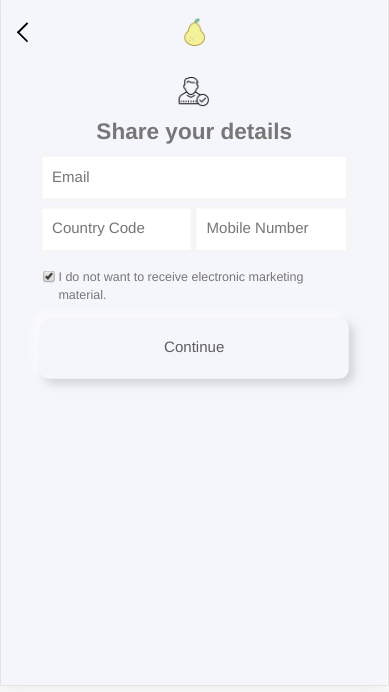 Share your details
Email
Country Code
Mobile Number
I do not want to receive electronic marketing
material.
Continue